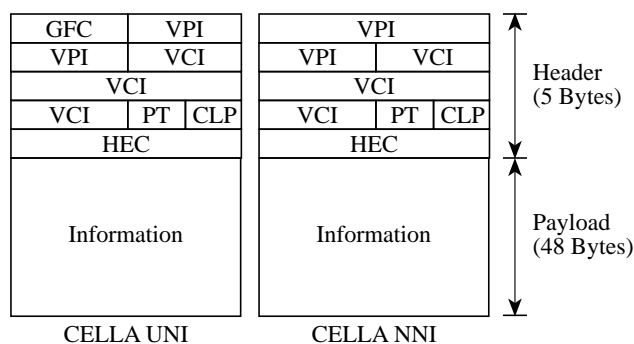 GFC VPI
VPI VCI
VCI
VCI PT CLP
HEC
Information
CELLA UNI
VPI
VPI VCI
VCI
VCI PT CLP
HEC
Information
CELLA NNI
Header
(5 Bytes)
Payload
(48 Bytes)